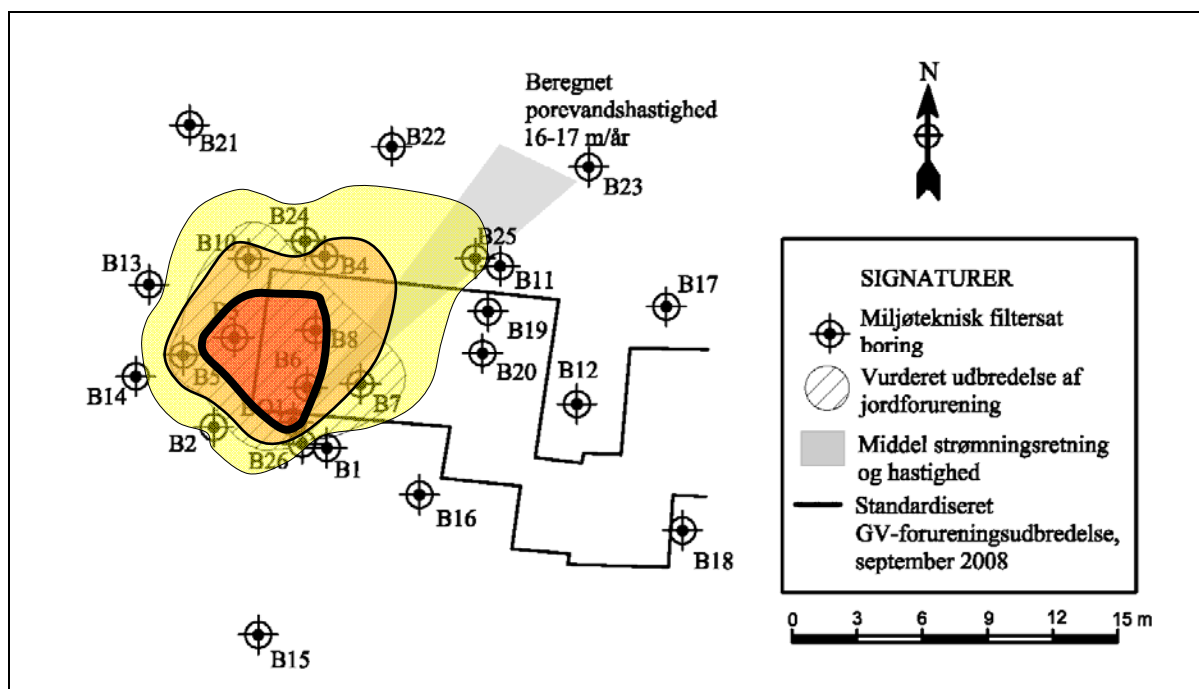 Beregnet
porevandshastighed
16-17 m/år
N
B21
B22
B23
B24
B10
B4
B25
B11
B13
B17
B19
B8
B20
B5
B6
B12
B14
B7
B2
B26
B1
B16
B18
B15
SIGNATURER
Miljøteknisk filtersat
boring
Vurderet udbredelse af
jordforurening
Middel strømningsretning
og hastighed
Standardiseret
GV-forureningsudbredelse,
september 2008
0 3 6 9 12 15 m